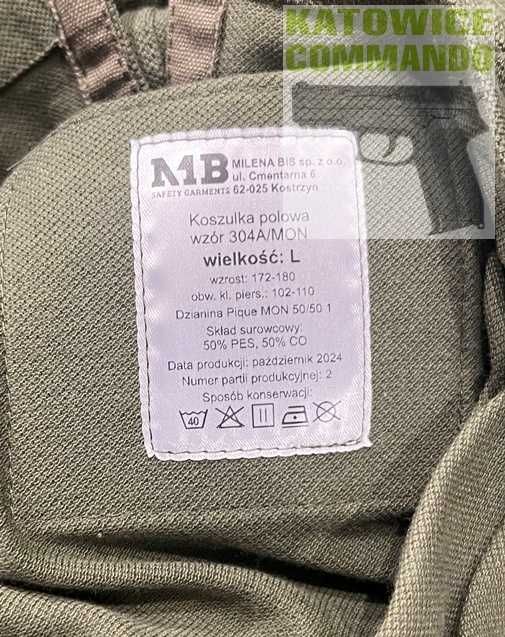 KATOWICE
COMMANDO
MB MILENA BIS sp. z o.o.
ul. Cmentarna 6
SAFETY GARMENTS 62-025 Kostrzyn
Koszulka polowa
wzór 304A/MON
wielkość: L
wzrost: 172-180
obw. kl. piers.: 102-110
Dzianina Pique MON 50/50 1
Skład surowcowy:
50% PES, 50% CO
Data produkcji: październik 2024
Numer partii produkcyjnej: 2
Sposób konserwacji:
40